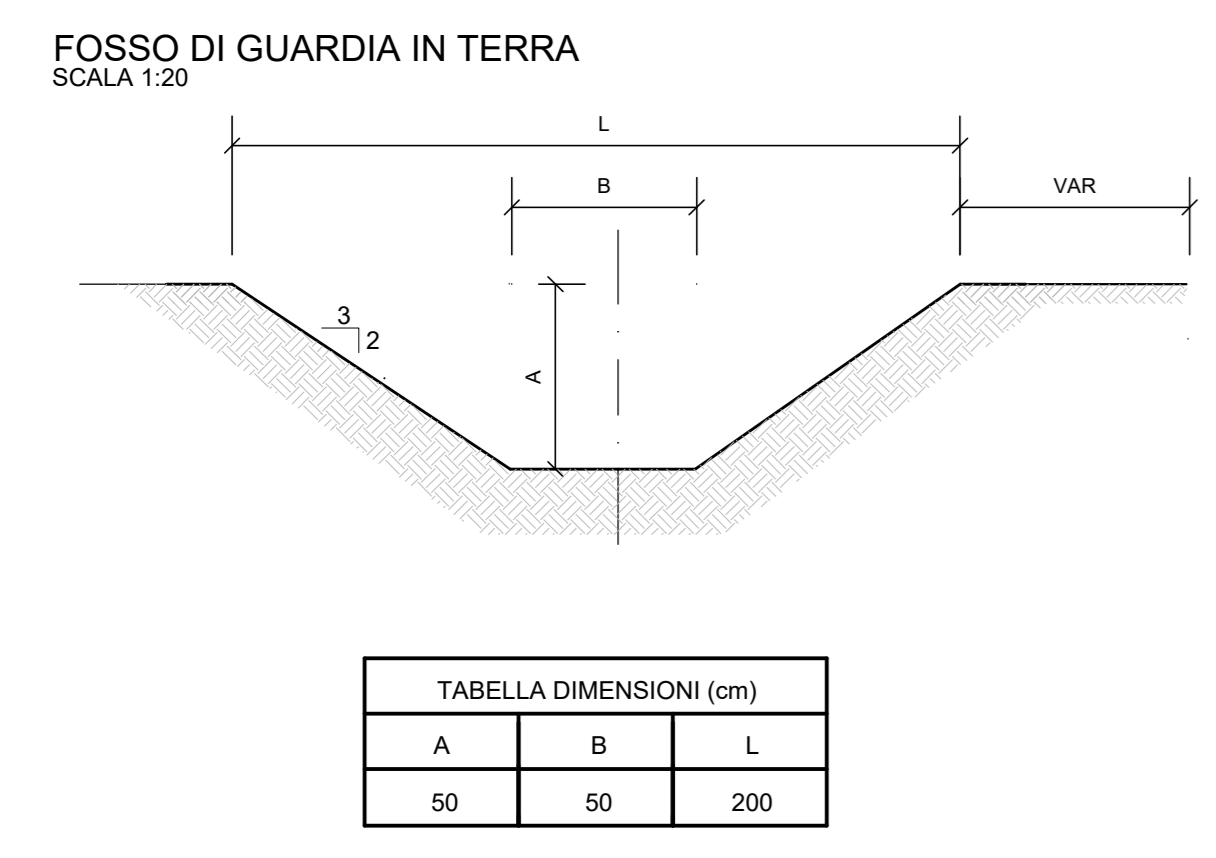 FOSSO DI GUARDIA IN TERRA
SCALA 1:20
L
B
VAR
3
2
A
TABELLA DIMENSIONI (cm)
A B L
50 50 200